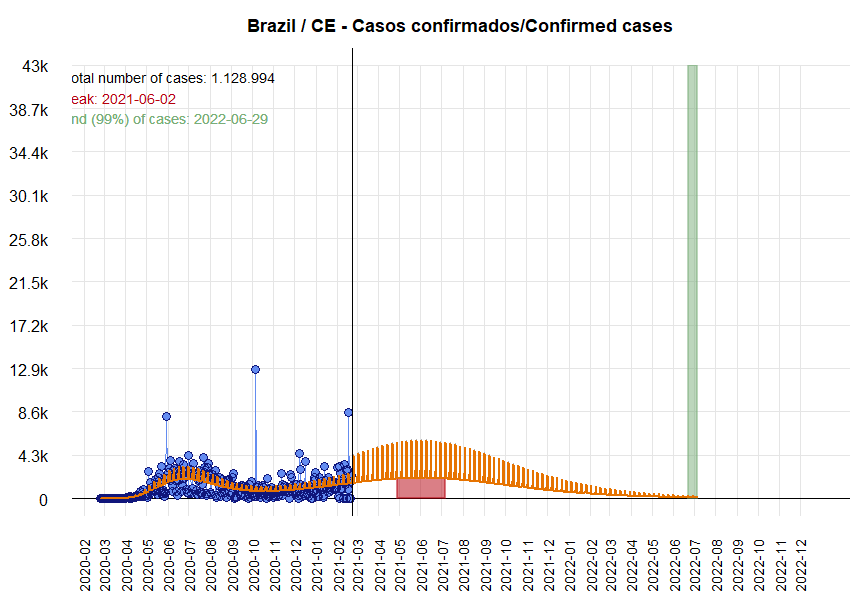 Brazil / CE - Casos confirmados/Confirmed cases
43k
otal number of cases: 1.128.994
eak: 2021-06-02
38.7k
nd (99%) of cases: 2022-06-29
34.4k
30.1k
25.8k
21.5k
17.2k
12.9k
8.6k
4.3k
0
2020-02
2020-03
2020-04
2020-05
2020-06
2020-07
2020-08
2020-09
2020-10
2020-11
2020-12
2021-01
2021-02
2021-03
2021-04
2021-05
2021-06
2021-07
2021-08
2021-09
2021-10
2021-11
2021-12
2022-01
2022-02
2022-03
2022-04
2022-05
2022-06
2022-07
2022-08
2022-09
2022-10
2022-11
2022-12